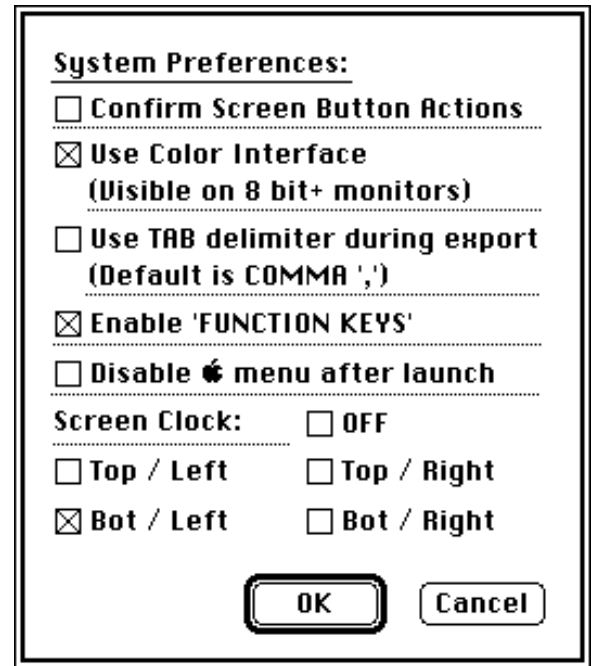 System Preferences:
Confirm Screen Button Actions
Use Color Interface
(Visible on 8 bit+ monitors)
Use TAB delimiter during export
(Default is COMMA ',')
Enable 'FUNCTION KEYS'
Disable  menu after launch
Screen Clock: OFF
Top / Left Top / Right
Bot / Left Bot / Right
OK Cancel